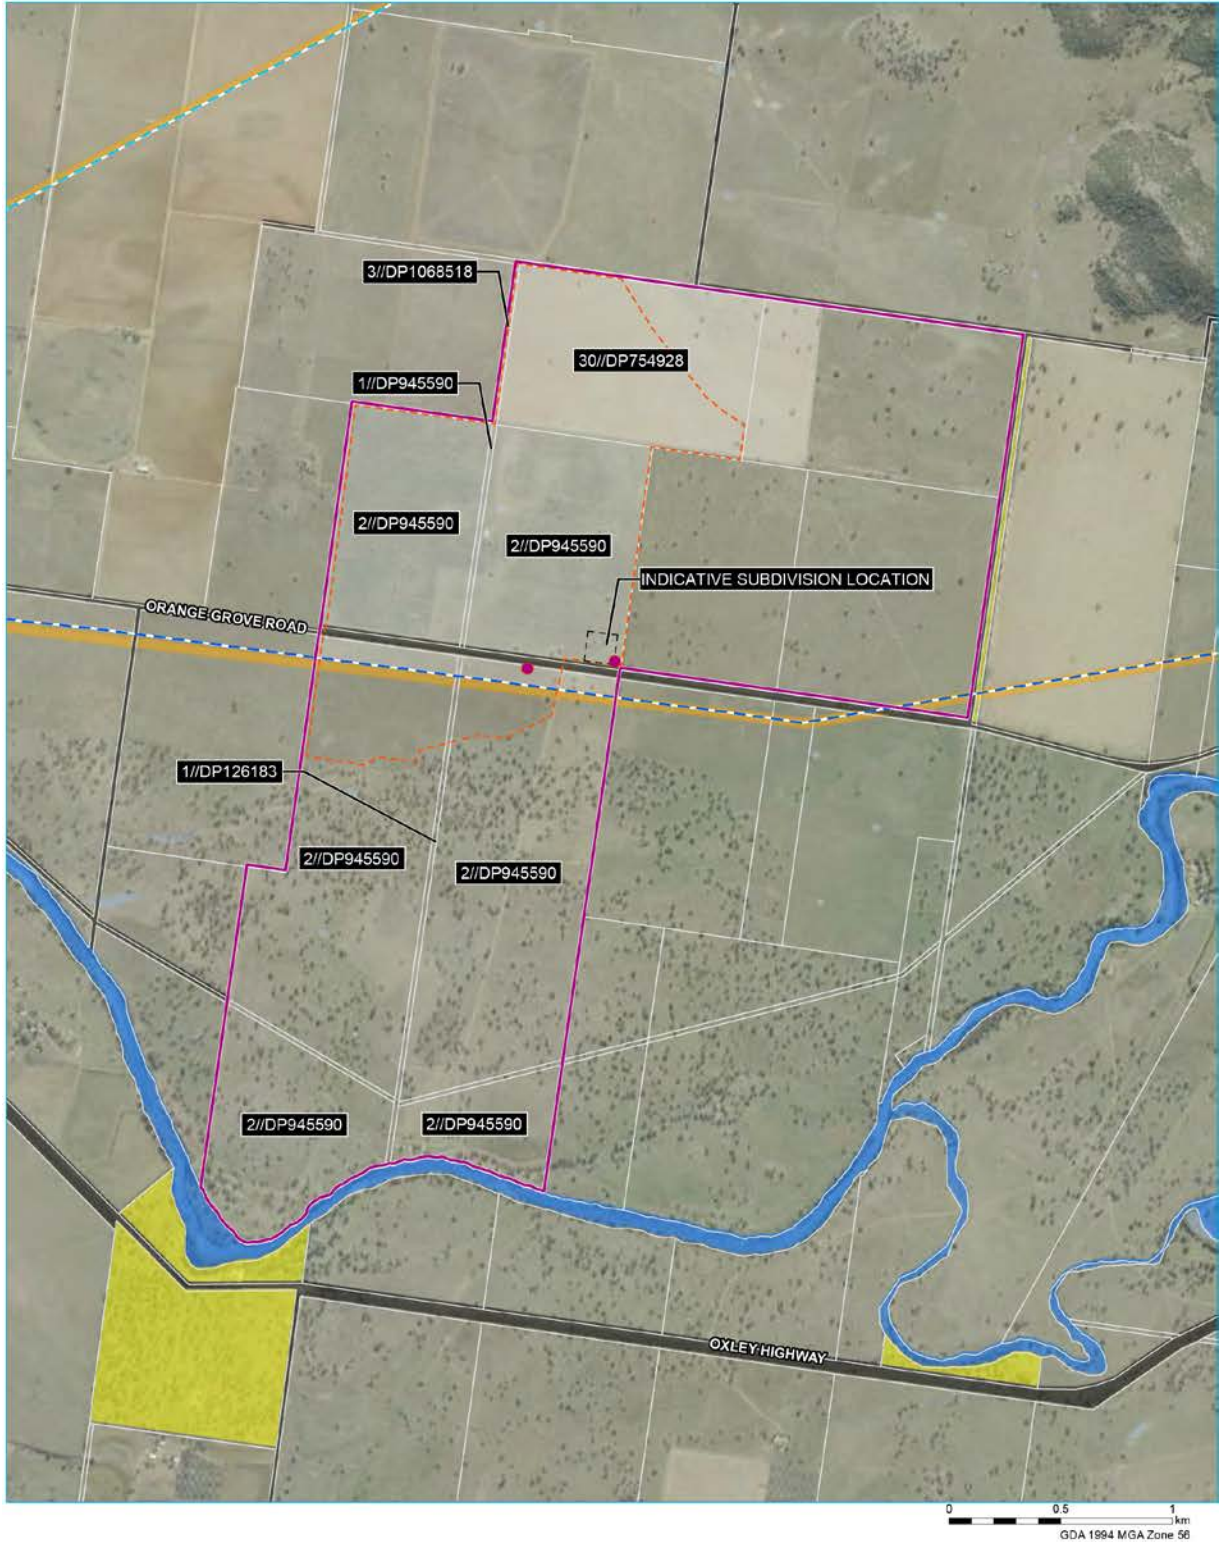 3//DP1068518
30//DP754928
1//DP945590
2//DP945590
2//DP945590
INDICATIVE SUBDIVISION LOCATION
ORANGE GROVE ROAD
1//DP126183
2//DP945590
2//DP945590
2//DP945590
2//DP945590
OXLEY HIGHWAY
0 0.5 1
km
GDA 1994 MGA Zone 56